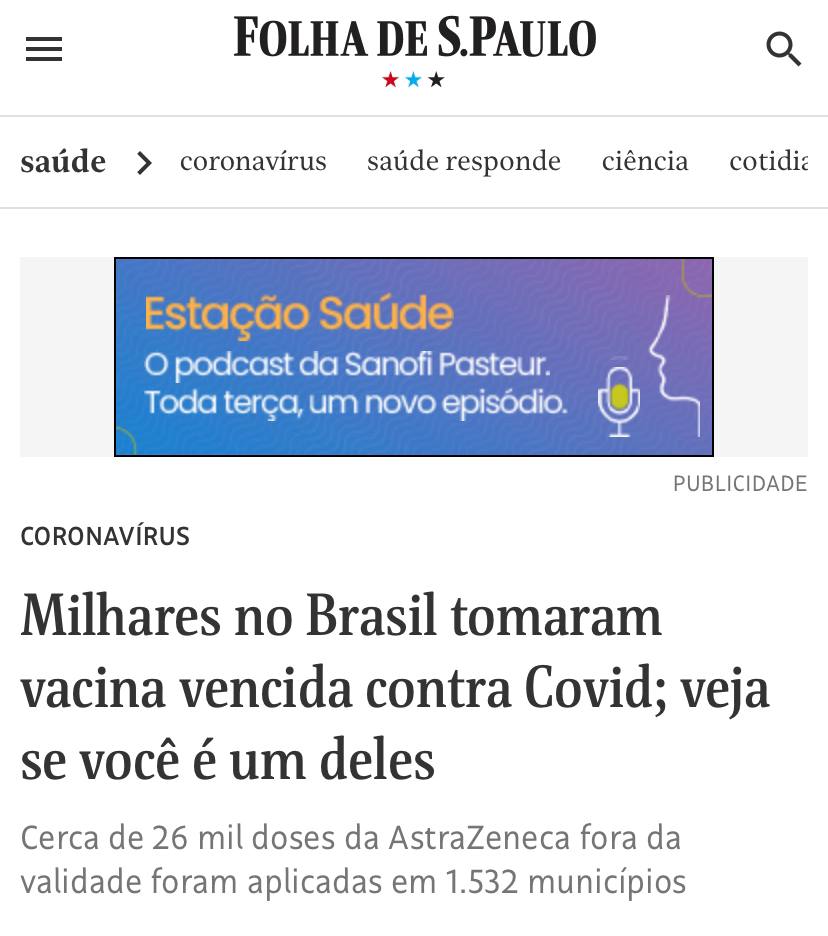 FOLHA DE S.PAULO
saúde
coronavírus
saúde responde
ciência
cotidia
Estação Saúde
O podcast da Sanofi Pasteur.
Toda terça, um novo episódio.
PUBLICIDADE
CORONAVÍRUS
Milhares no Brasil tomaram
vacina vencida contra Covid; veja
se você é um deles
Cerca de 26 mil doses da AstraZeneca fora da
validade foram aplicadas em 1.532 municípios